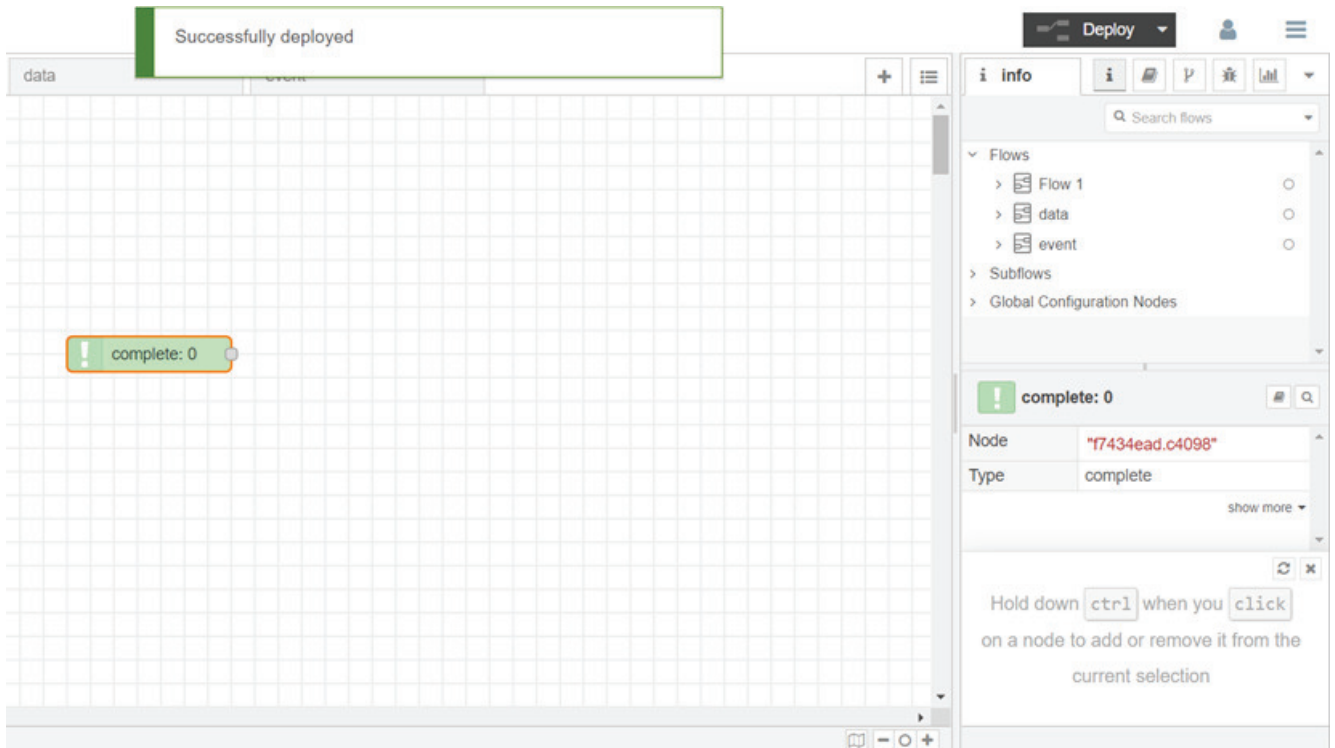 Successfully deployed
Deploy
data
event
i info
Search flows
Flows
Flow 1
data
event
Subflows
Global Configuration Nodes
complete: 0
complete: 0
Node "f7434ead.c4098"
Type complete
show more
Hold down ctrl when you click
on a node to add or remove it from the
current selection